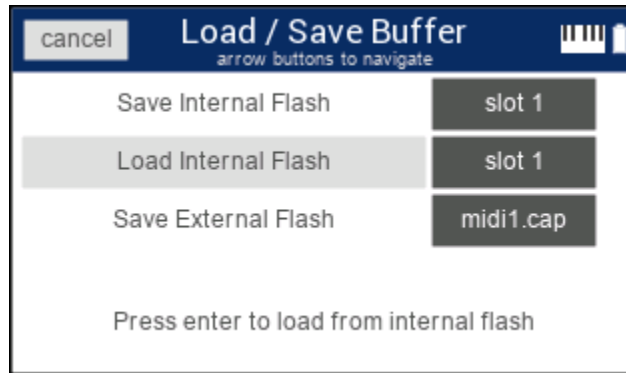 cancel
Load / Save Buffer
arrow buttons to navigate
Save Internal Flash slot 1
Load Internal Flash slot 1
Save External Flash midi1.cap
Press enter to load from internal flash